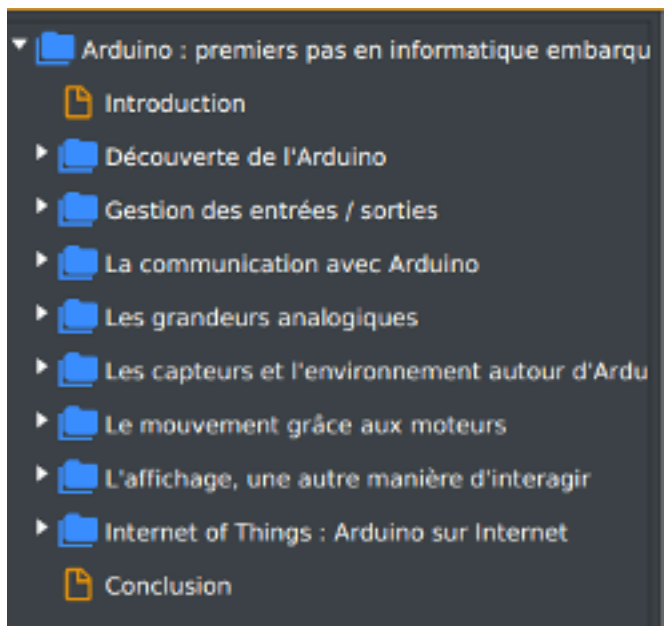 Arduino : premiers pas en informatique embarqu
Introduction
Découverte de l'Arduino
Gestion des entrées / sorties
La communication avec Arduino
Les grandeurs analogiques
Les capteurs et l'environnement autour d'Ardu
Le mouvement grâce aux moteurs
L'affichage, une autre manière d'interagir
Internet of Things : Arduino sur Internet
Conclusion